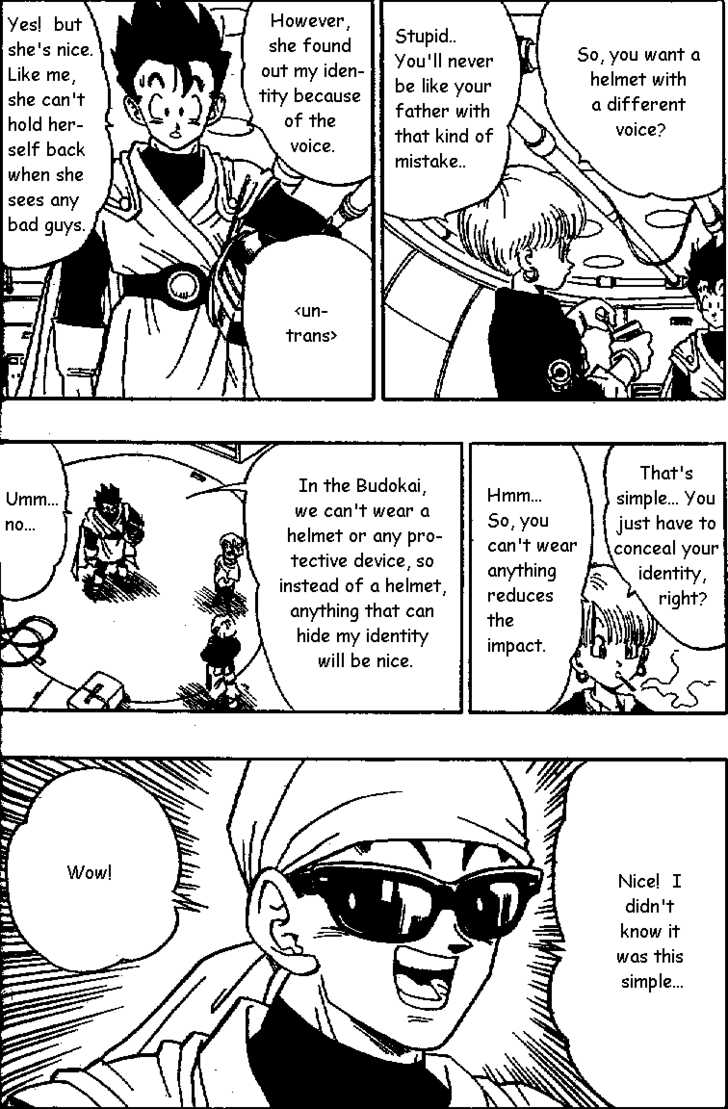 So, you want a
helmet with
a different
voice?
Stupid..
You'll never
be like your
father with
that kind of
mistake..
However,
she found
out my iden-
tity because
of the
voice.
<un-
trans>
Yes!  but
she's nice.
Like me,
she can't
hold her-
self back
when she
sees any
bad guys.
That's
simple... You
just have to
conceal your
identity,
right?
Hmm...
So, you
can't wear
anything
reduces
the
impact.
In the Budokai,
we can't wear a
helmet or any pro-
tective device, so
instead of a helmet,
anything that can
hide my identity
will be nice.
Umm...
no...
Nice!  I
didn't
know it
was this
simple...
Wow!